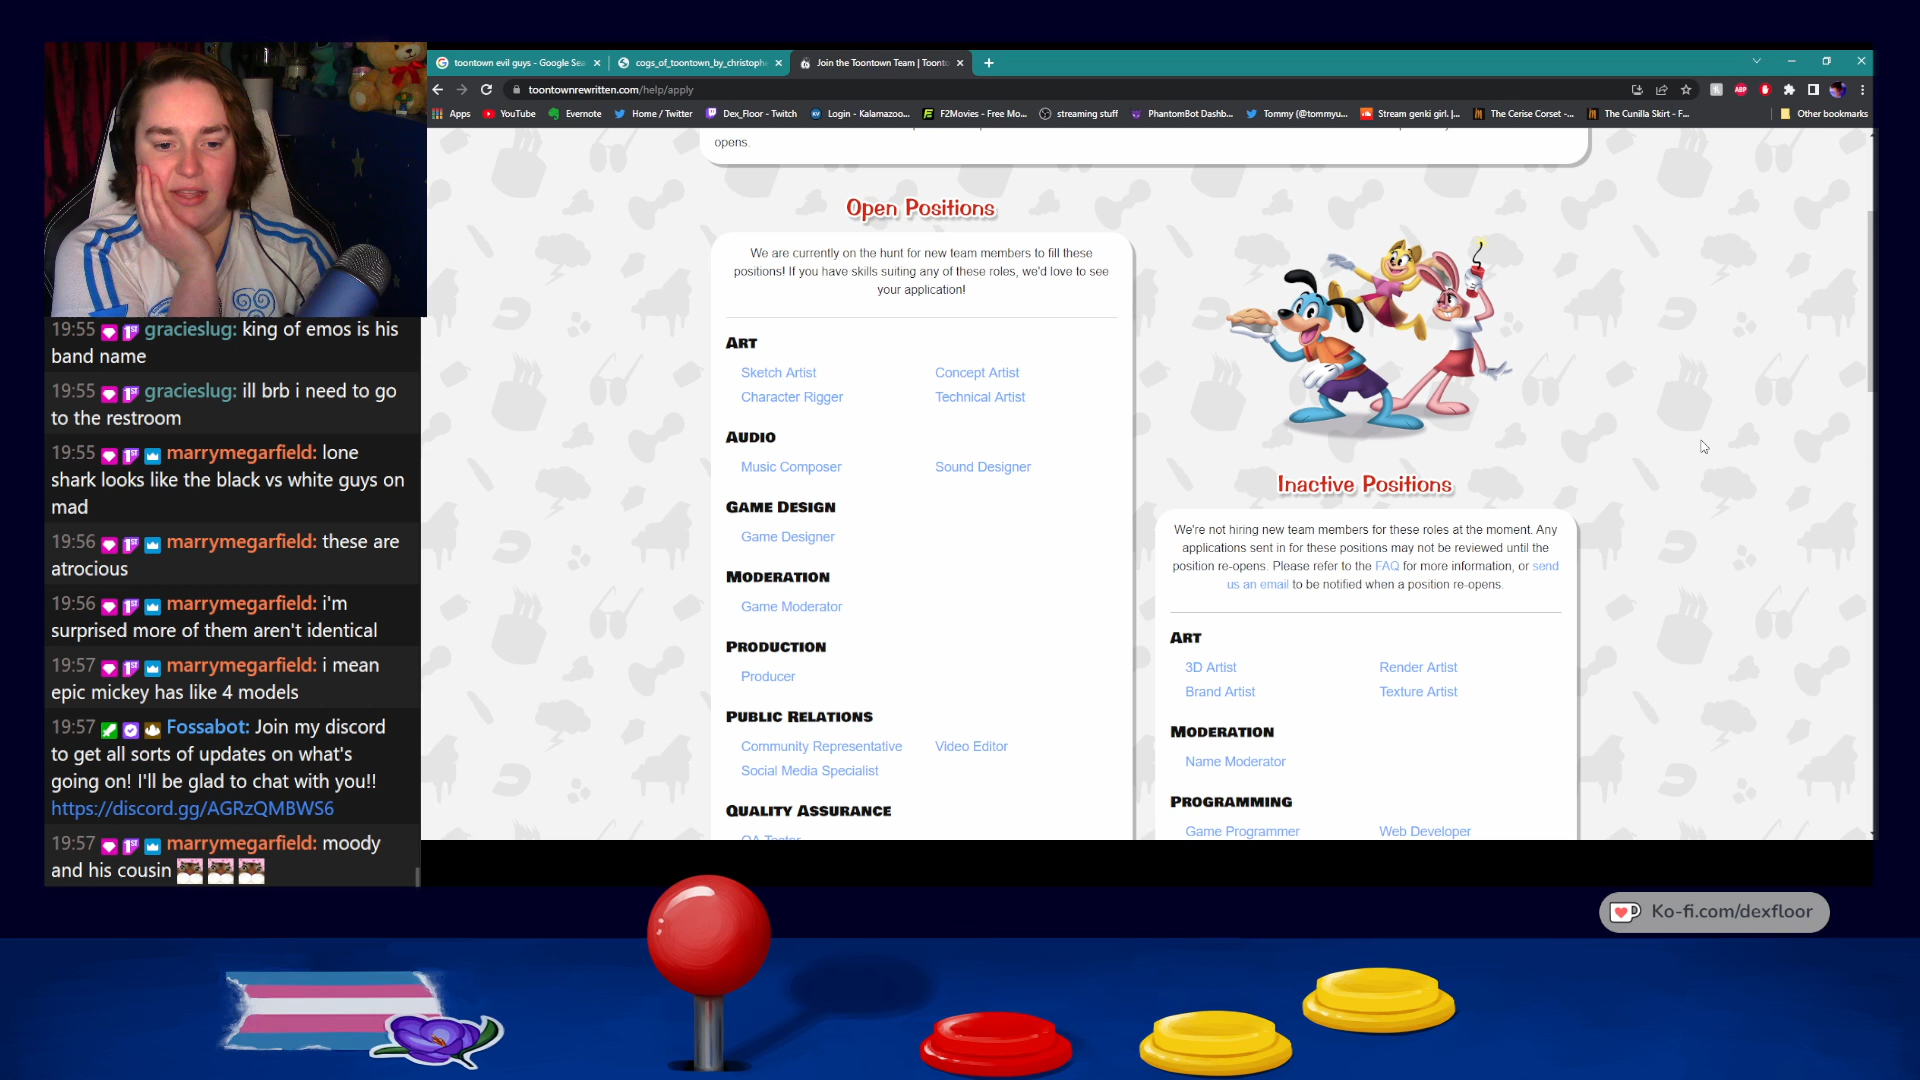 19:55 gracieslug: king of emos is his
band name
19:55 gracieslug: ill brb i need to go
to the restroom
19:55 marrymegarfield: lone
shark looks like the black vs white guys on
mad
19:56 marrymegarfield: these are
atrocious
19:56 marrymegarfield: i'm
surprised more of them aren't identical
19:57 marrymegarfield: i mean
epic mickey has like 4 models
19:57 Fossabot: Join my discord
to get all sorts of updates on what's
going on! I'll be glad to chat with you!!
https://discord.gg/AGRzQMBWS6
19:57 marrymegarfield: moody
and his cousin
toontown evil guys - Google Sea
cogs_of_toontown_by_christoph
Join the Toontown Team | Toonto
toontownrewritten.com/help/apply
ABP
Apps YouTube Evernote Home / Twitter Dex_Floor - Twitch Login - Kalamazoo... F2Movies - Free Mo... streaming stuff PhantomBot Dashb... Tommy (@tommyu... Stream genki girl. |... The Cerise Corset -... The Cunilla Skirt - F... Other bookmarks
opens.
Open Positions
We are currently on the hunt for new team members to fill these
positions! If you have skills suiting any of these roles, we'd love to see
your application!
ART
Sketch Artist Concept Artist
Character Rigger Technical Artist
AUDIO
Music Composer Sound Designer
GAME DESIGN
Game Designer
MODERATION
Game Moderator
PRODUCTION
Producer
PUBLIC RELATIONS
Community Representative Video Editor
Social Media Specialist
QUALITY ASSURANCE
QA Tester
Inactive Positions
We're not hiring new team members for these roles at the moment. Any
applications sent in for these positions may not be reviewed until the
position re-opens. Please refer to the FAQ for more information, or send
us an email to be notified when a position re-opens.
ART
3D Artist Render Artist
Brand Artist Texture Artist
MODERATION
Name Moderator
PROGRAMMING
Game Programmer Web Developer
Ko-fi.com/dexfloor